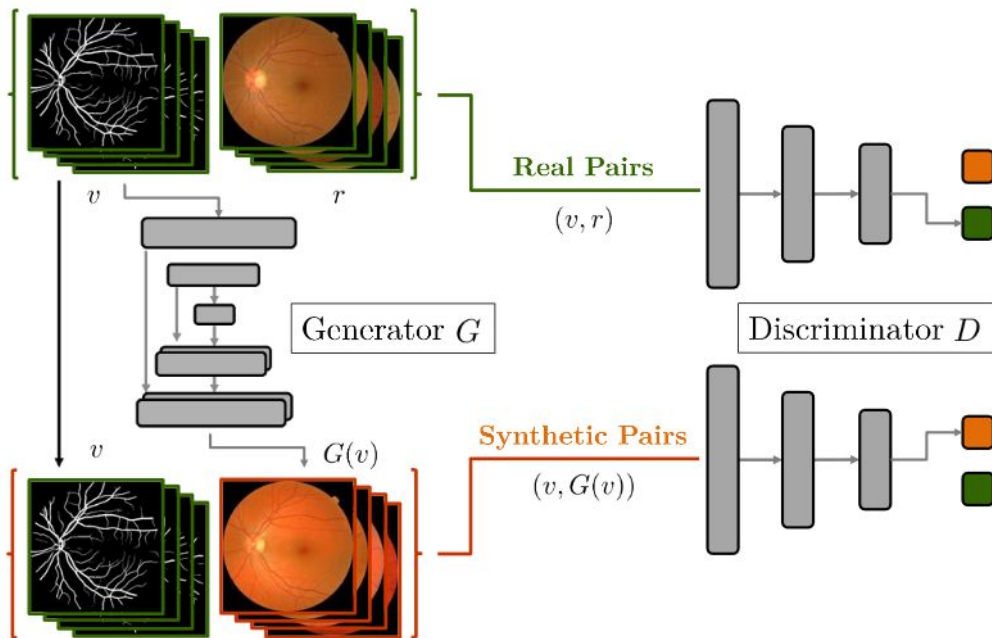 v
r
Real Pairs
(v, r)
Generator G
Discriminator D
v
G(v)
Synthetic Pairs
(v, G(v))